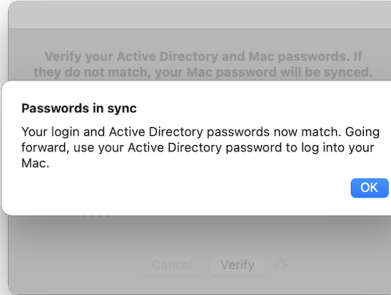 Verify your Active Directory and Mac passwords. If
they do not match, your Mac password will be synced.
Passwords in sync
Your login and Active Directory passwords now match. Going
forward, use your Active Directory password to log into your
Mac.
OK
Cancel
Verify